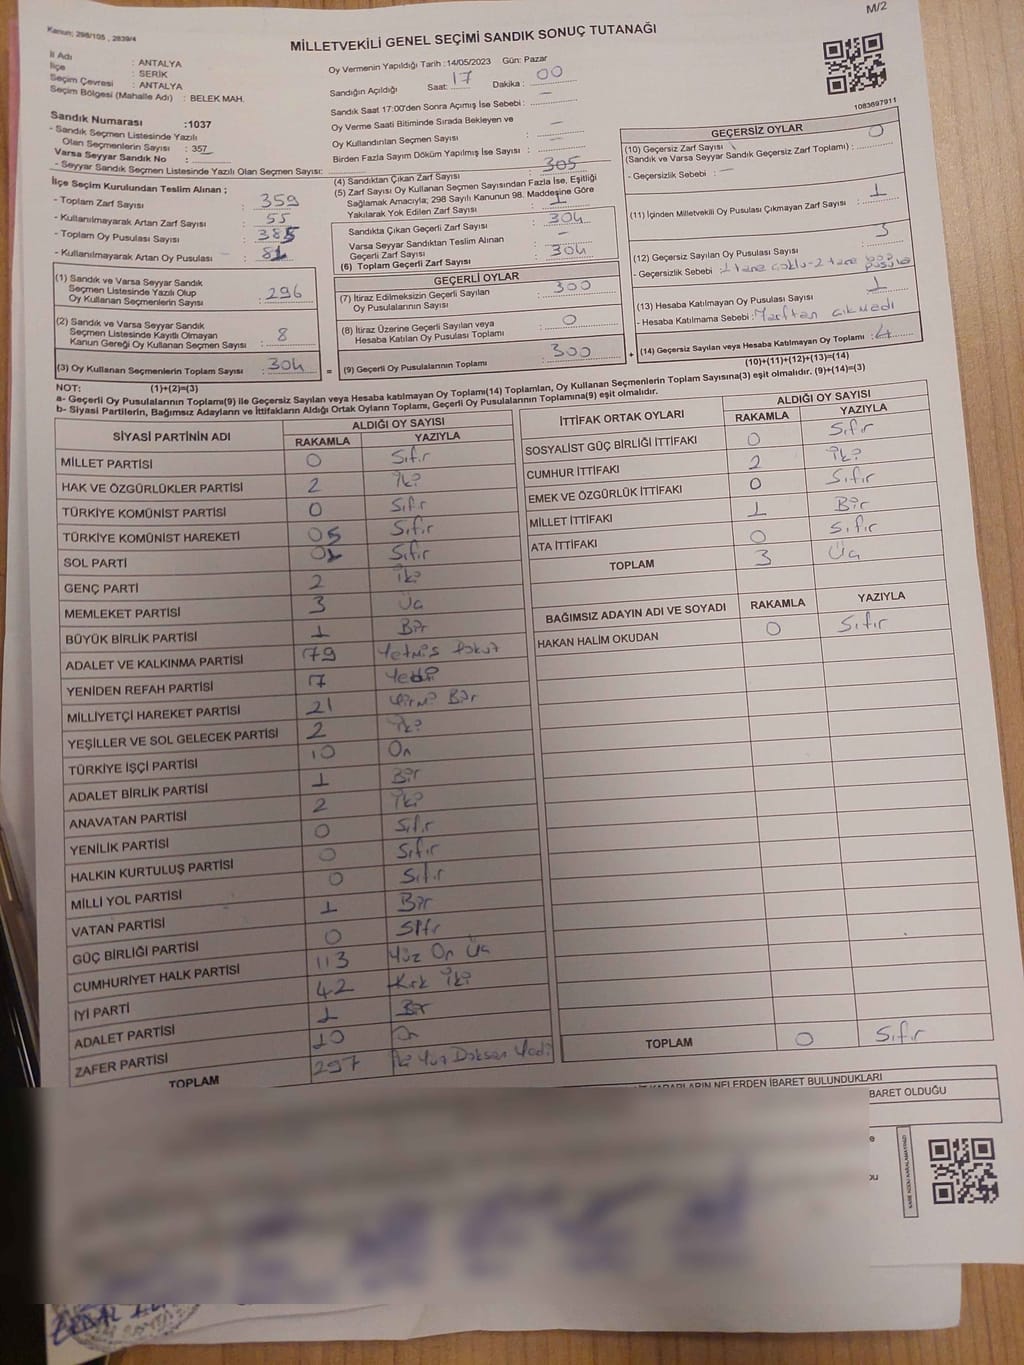 M/2
Kanun; 298/105 , 2839/4
MİLLETVEKİLİ GENEL SEÇİMİ SANDIK SONUÇ TUTANAĞI
İl Adı : ANTALYA
İlçe : SERİK
Seçim Çevresi : ANTALYA
Seçim Bölgesi (Mahalle Adı) : BELEK MAH.
Oy Vermenin Yapıldığı Tarih :14/05/2023 Gün: Pazar
Sandığın Açıldığı Saat: 17 Dakika : 00
Sandık Saat 17:00'den Sonra Açımış İse Sebebi : —
Oy Verme Saati Bitiminde Sırada Bekleyen ve
Oy Kullandırılan Seçmen Sayısı : —
Birden Fazla Sayım Döküm Yapılmış İse Sayısı : —
1083697911
Sandık Numarası :1037
- Sandık Seçmen Listesinde Yazılı
Olan Seçmenlerin Sayısı : 357
Varsa Seyyar Sandık No :
- Seyyar Sandık Seçmen Listesinde Yazılı Olan Seçmen Sayısı:
İlçe Seçim Kurulundan Teslim Alınan ;
- Toplam Zarf Sayısı : 359
- Kullanılmayarak Artan Zarf Sayısı : 55
- Toplam Oy Pusulası Sayısı : 385
- Kullanılmayarak Artan Oy Pusulası : 81
(1) Sandık ve Varsa Seyyar Sandık
Seçmen Listesinde Yazılı Olup
Oy Kullanan Seçmenlerin Sayısı : 296
(2) Sandık ve Varsa Seyyar Sandık
Seçmen Listesinde Kayıtlı Olmayan
Kanun Gereği Oy Kullanan Seçmen Sayısı : 8
(3) Oy Kullanan Seçmenlerin Toplam Sayısı : 304
(4) Sandıktan Çıkan Zarf Sayısı : 305
(5) Zarf Sayısı Oy Kullanan Seçmen Sayısından Fazla İse, Eşitliği
Sağlamak Amacıyla; 298 Sayılı Kanunun 98. Maddesine Göre
Yakılarak Yok Edilen Zarf Sayısı : 1
Sandıkta Çıkan Geçerli Zarf Sayısı : 304
Varsa Seyyar Sandıktan Teslim Alınan
Geçerli Zarf Sayısı : —
(6) Toplam Geçerli Zarf Sayısı : 304
GEÇERLİ OYLAR
(7) İtiraz Edilmeksizin Geçerli Sayılan
Oy Pusulalarının Sayısı : 300
(8) İtiraz Üzerine Geçerli Sayılan veya
Hesaba Katılan Oy Pusulası Toplamı : 0
= (9) Geçerli Oy Pusulalarının Toplamı : 300
GEÇERSİZ OYLAR
(10) Geçersiz Zarf Sayısı
(Sandık ve Varsa Seyyar Sandık Geçersiz Zarf Toplamı) : 0
- Geçersizlik Sebebi : —
(11) İçinden Milletvekili Oy Pusulası Çıkmayan Zarf Sayısı : 1
(12) Geçersiz Sayılan Oy Pusulası Sayısı : 3
- Geçersizlik Sebebi : 1 tane çoklu-2 tane boş pusula
(13) Hesaba Katılmayan Oy Pusulası Sayısı : 1
- Hesaba Katılmama Sebebi : Zarftan çıkmadı
+ (14) Geçersiz Sayılan veya Hesaba Katılmayan Oy Toplamı : 4
NOT: (1)+(2)=(3) (10)+(11)+(12)+(13)=(14)
a- Geçerli Oy Pusulalarının Toplamı(9) ile Geçersiz Sayılan veya Hesaba katılmayan Oy Toplamı(14) Toplamları, Oy Kullanan Seçmenlerin Toplam Sayısına(3) eşit olmalıdır. (9)+(14)=(3)
b- Siyasi Partilerin, Bağımsız Adayların ve İttifakların Aldığı Ortak Oyların Toplamı, Geçerli Oy Pusulalarının Toplamına(9) eşit olmalıdır.
SİYASİ PARTİNİN ADI ALDIĞI OY SAYISI
RAKAMLA YAZIYLA
MİLLET PARTİSİ 0 Sıfır
HAK VE ÖZGÜRLÜKLER PARTİSİ 2 İki
TÜRKİYE KOMÜNİST PARTİSİ 0 Sıfır
TÜRKİYE KOMÜNİST HAREKETİ 0 Sıfır
SOL PARTİ 0 Sıfır
GENÇ PARTİ 2 İki
MEMLEKET PARTİSİ 3 Üç
BÜYÜK BİRLİK PARTİSİ 1 Bir
ADALET VE KALKINMA PARTİSİ 79 Yetmiş Dokuz
YENİDEN REFAH PARTİSİ 7 Yedi
MİLLİYETÇİ HAREKET PARTİSİ 21 Yirmi Bir
YEŞİLLER VE SOL GELECEK PARTİSİ 2 İki
TÜRKİYE İŞÇİ PARTİSİ 10 On
ADALET BİRLİK PARTİSİ 1 Bir
ANAVATAN PARTİSİ 2 İki
YENİLİK PARTİSİ 0 Sıfır
HALKIN KURTULUŞ PARTİSİ 0 Sıfır
MİLLİ YOL PARTİSİ 0 Sıfır
VATAN PARTİSİ 1 Bir
GÜÇ BİRLİĞİ PARTİSİ 0 Sıfır
CUMHURİYET HALK PARTİSİ 113 Yüz On Üç
İYİ PARTİ 42 Kırk İki
ADALET PARTİSİ 1 Bir
ZAFER PARTİSİ 10 On
TOPLAM 297 İki Yüz Doksan Yedi
İTTİFAK ORTAK OYLARI ALDIĞI OY SAYISI
RAKAMLA YAZIYLA
SOSYALİST GÜÇ BİRLİĞİ İTTİFAKI 0 Sıfır
CUMHUR İTTİFAKI 2 İki
EMEK VE ÖZGÜRLÜK İTTİFAKI 0 Sıfır
MİLLET İTTİFAKI 1 Bir
ATA İTTİFAKI 0 Sıfır
TOPLAM 3 Üç
BAĞIMSIZ ADAYIN ADI VE SOYADI RAKAMLA YAZIYLA
HAKAN HALİM OKUDAN 0 Sıfır
TOPLAM 0 Sıfır
KARARLARIN NELERDEN İBARET BULUNDUKLARI
BARET OLDUĞU